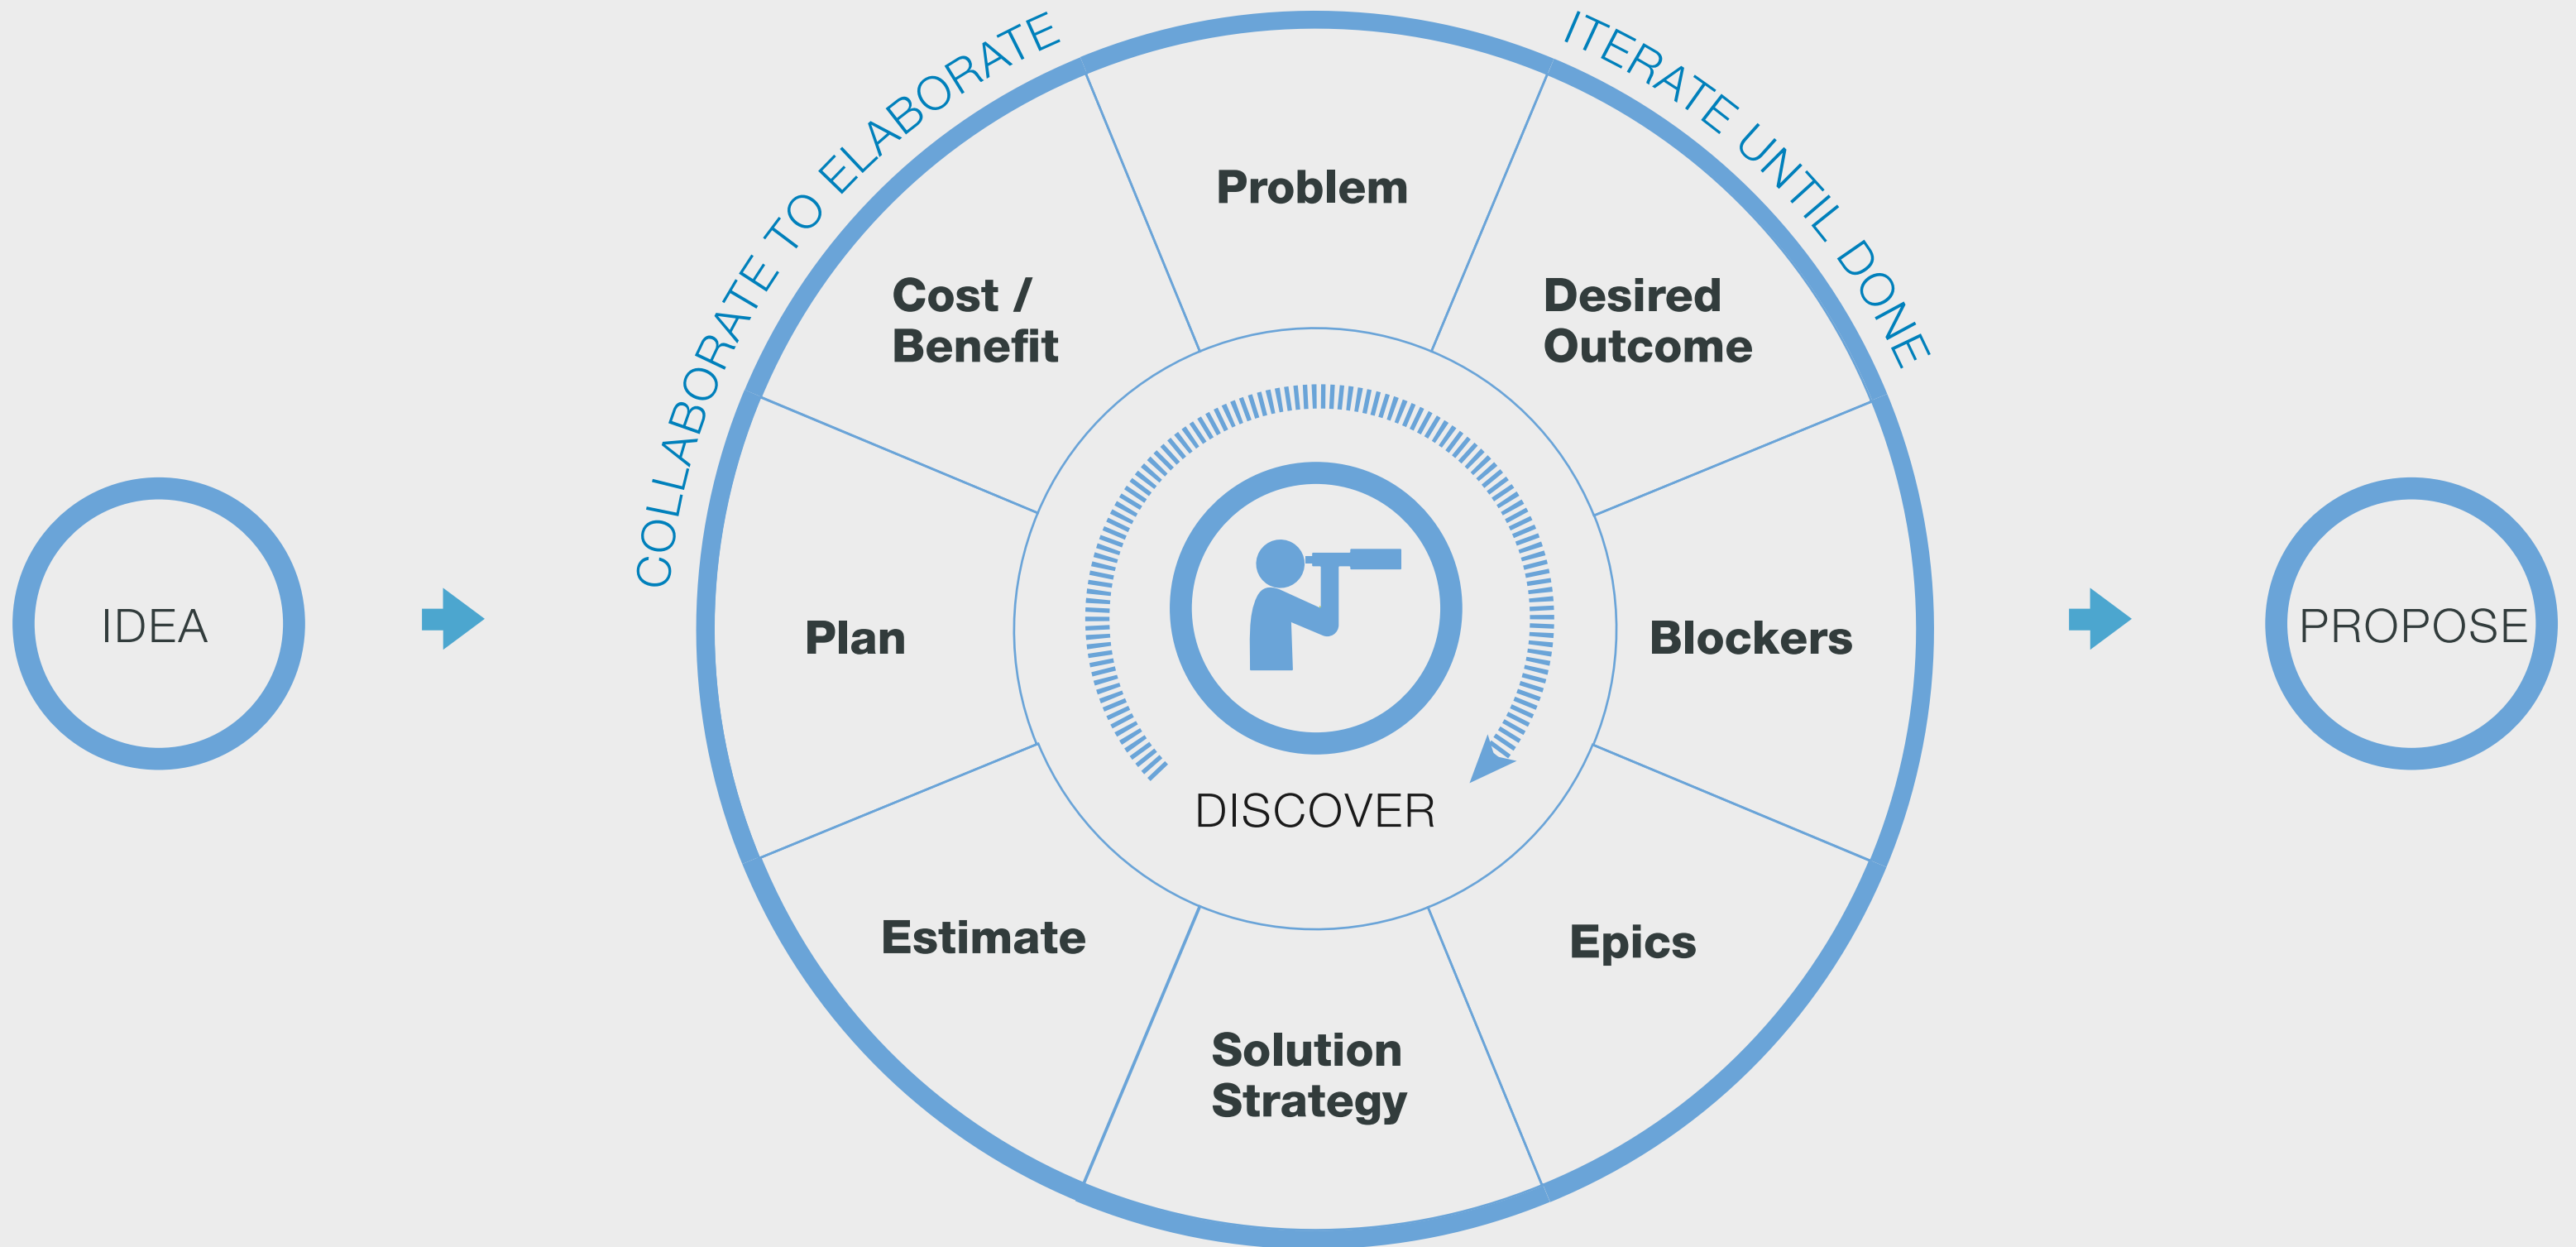 COLLABORATE TO ELABORATE
ITERATE UNTIL DONE
Problem
Desired
Outcome
Blockers
Epics
Solution
Strategy
Estimate
Plan
Cost /
Benefit
DISCOVER
IDEA
PROPOSE